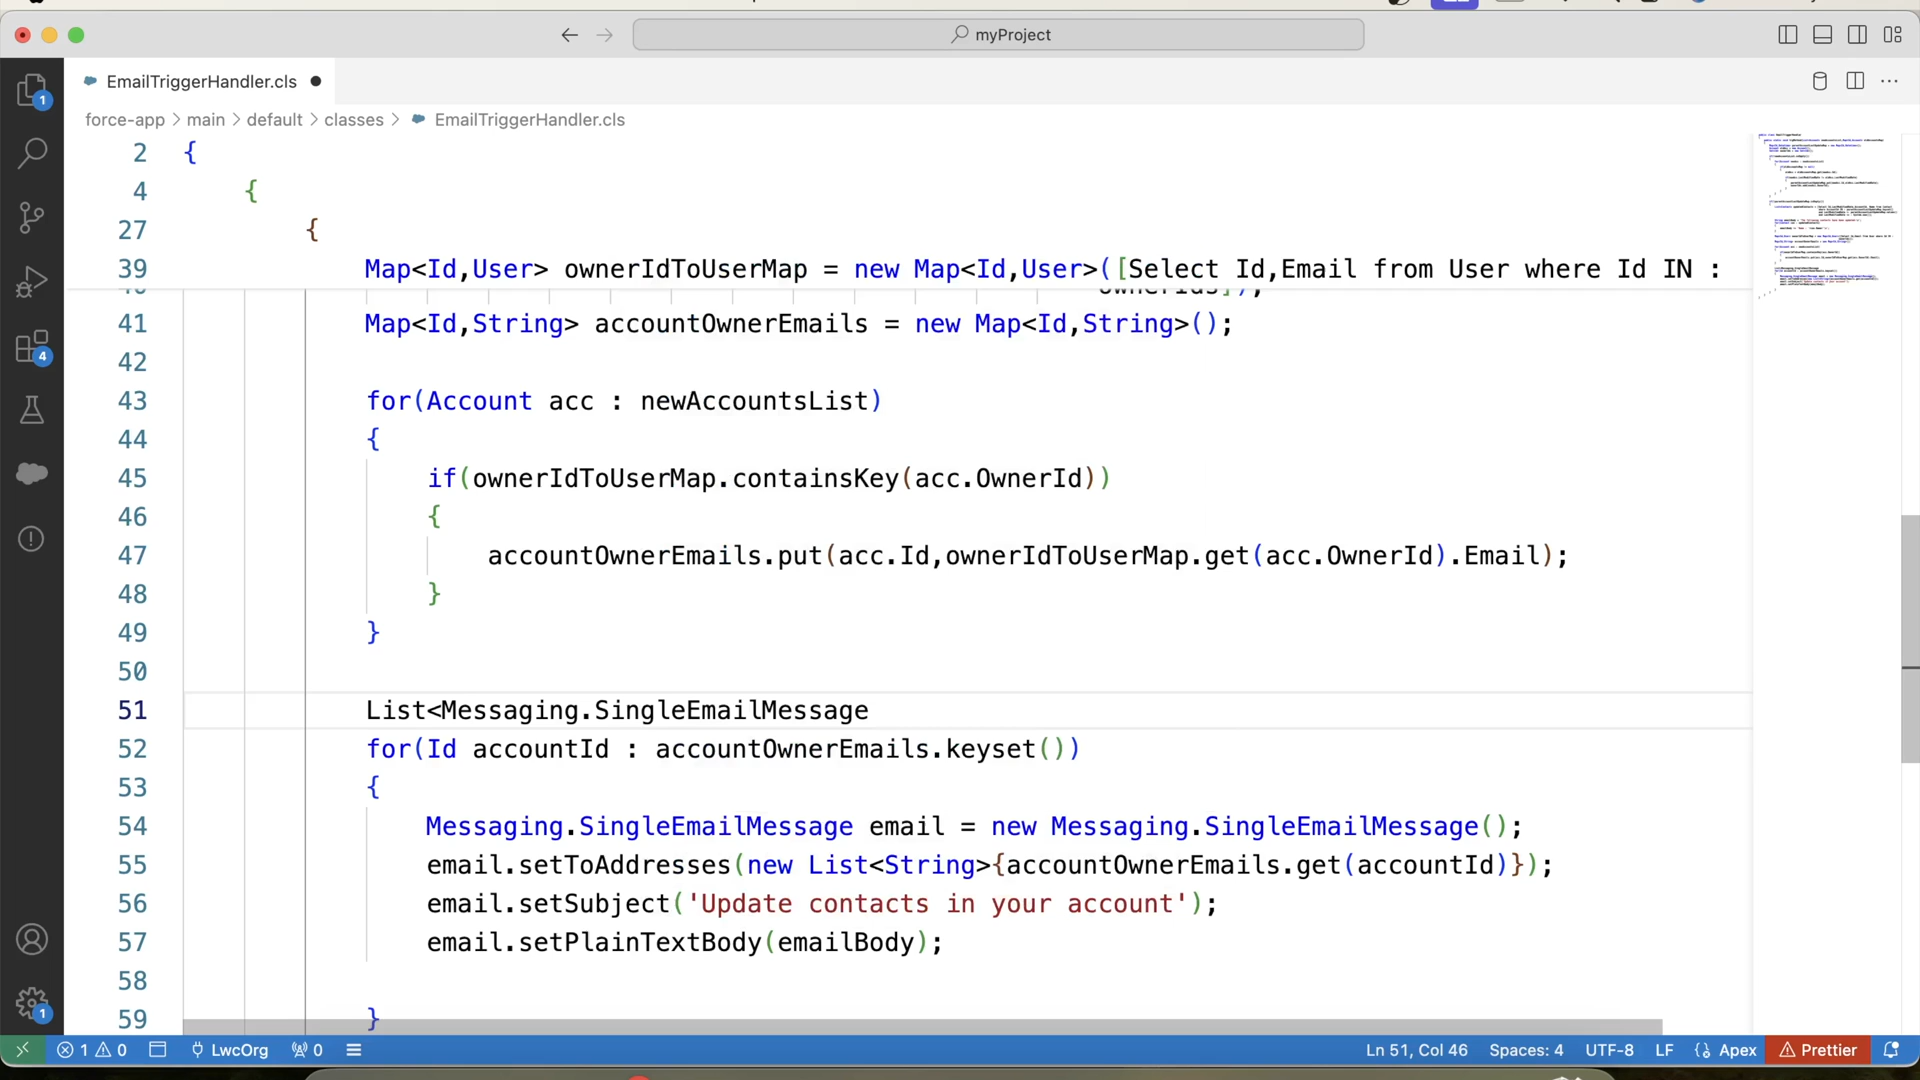 myProject
EmailTriggerHandler.cls
force-app > main > default > classes > EmailTriggerHandler.cls
1
4
1
2 {
4 {
27 {
39 Map<Id,User> ownerIdToUserMap = new Map<Id,User>([Select Id,Email from User where Id IN :
40 ownerIds]);
41 Map<Id,String> accountOwnerEmails = new Map<Id,String>();
42
43 for(Account acc : newAccountsList)
44 {
45 if(ownerIdToUserMap.containsKey(acc.OwnerId))
46 {
47 accountOwnerEmails.put(acc.Id,ownerIdToUserMap.get(acc.OwnerId).Email);
48 }
49 }
50
51 List<Messaging.SingleEmailMessage
52 for(Id accountId : accountOwnerEmails.keyset())
53 {
54 Messaging.SingleEmailMessage email = new Messaging.SingleEmailMessage();
55 email.setToAddresses(new List<String>{accountOwnerEmails.get(accountId)});
56 email.setSubject('Update contacts in your account');
57 email.setPlainTextBody(emailBody);
58
59 }
1 0 LwcOrg 0 Ln 51, Col 46 Spaces: 4 UTF-8 LF Apex Prettier